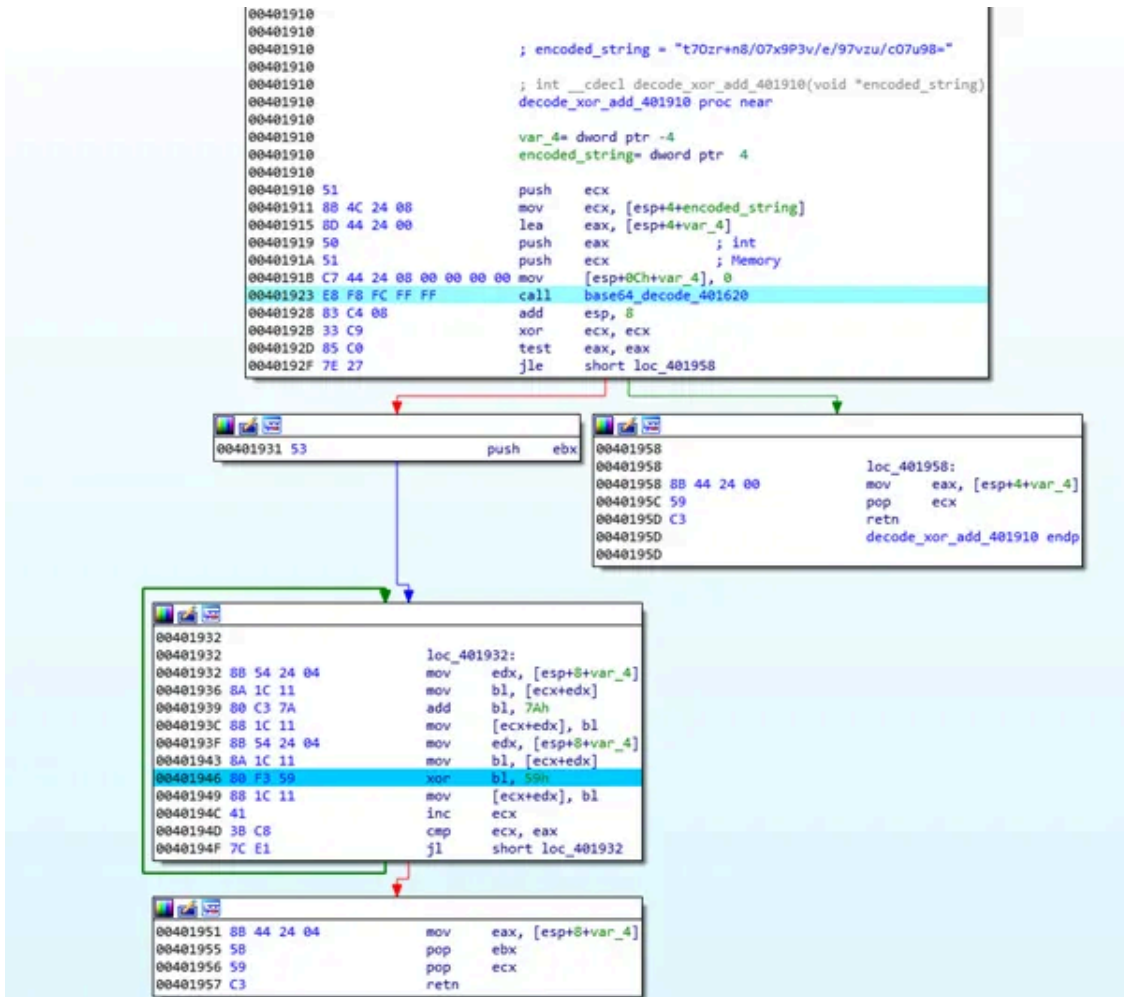 00401910
00401910
00401910 ; encoded_string = "t7Ozr+n8/O7x9P3v/e/97vzu/cO7u98="
00401910
00401910 ; int __cdecl decode_xor_add_401910(void *encoded_string)
00401910 decode_xor_add_401910 proc near
00401910
00401910 var_4= dword ptr -4
00401910 encoded_string= dword ptr 4
00401910
00401910 51 push ecx
00401911 8B 4C 24 08 mov ecx, [esp+4+encoded_string]
00401915 8D 44 24 00 lea eax, [esp+4+var_4]
00401919 50 push eax ; int
0040191A 51 push ecx ; Memory
0040191B C7 44 24 08 00 00 00 00 mov [esp+0Ch+var_4], 0
00401923 E8 F8 FC FF FF call base64_decode_401620
00401928 83 C4 08 add esp, 8
0040192B 33 C9 xor ecx, ecx
0040192D 85 C0 test eax, eax
0040192F 7E 27 jle short loc_401958
00401931 53 push ebx
00401958
00401958 loc_401958:
00401958 8B 44 24 00 mov eax, [esp+4+var_4]
0040195C 59 pop ecx
0040195D C3 retn
0040195D decode_xor_add_401910 endp
0040195D
00401932
00401932 loc_401932:
00401932 8B 54 24 04 mov edx, [esp+8+var_4]
00401936 8A 1C 11 mov bl, [ecx+edx]
00401939 80 C3 7A add bl, 7Ah
0040193C 88 1C 11 mov [ecx+edx], bl
0040193F 8B 54 24 04 mov edx, [esp+8+var_4]
00401943 8A 1C 11 mov bl, [ecx+edx]
00401946 80 F3 59 xor bl, 59h
00401949 88 1C 11 mov [ecx+edx], bl
0040194C 41 inc ecx
0040194D 3B C8 cmp ecx, eax
0040194F 7C E1 jl short loc_401932
00401951 8B 44 24 04 mov eax, [esp+8+var_4]
00401955 5B pop ebx
00401956 59 pop ecx
00401957 C3 retn